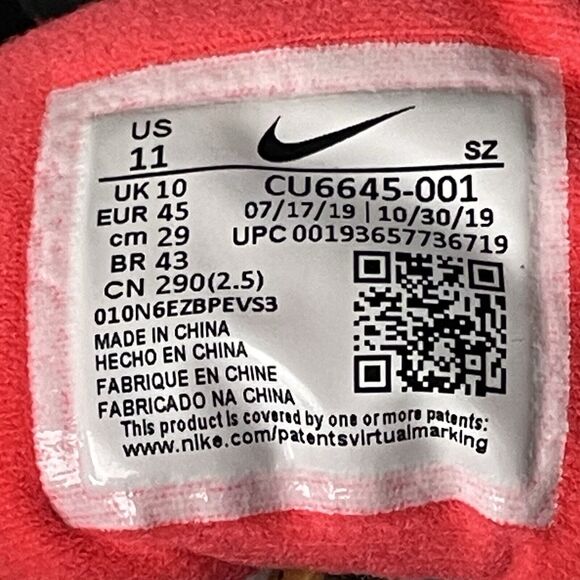 US
11
SZ
UK 10
EUR 45
cm 29
BR 43
CN 290(2.5)
CU6645-001
07/17/19 | 10/30/19
UPC 00193657736719
010N6EZBPEVS3
MADE IN CHINA
HECHO EN CHINA
FABRIQUE EN CHINE
FABRICADO NA CHINA
This product is covered by one or more patents:
www.nike.com/patentsvirtualmarking